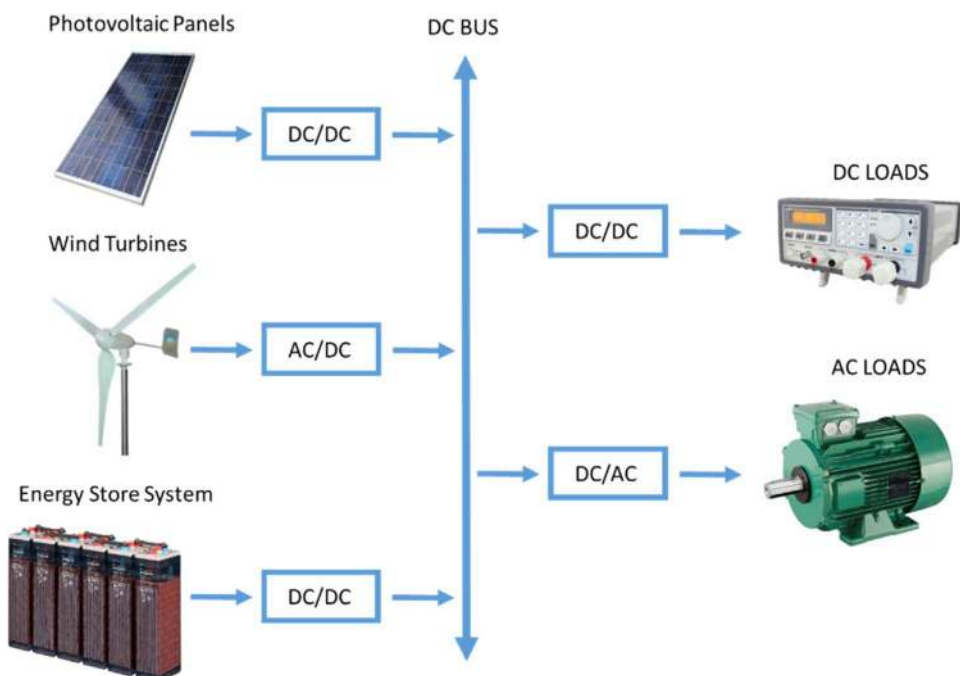 Photovoltaic Panels
DC BUS
DC/DC
DC LOADS
DC/DC
Wind Turbines
AC/DC
AC LOADS
DC/AC
Energy Store System
DC/DC